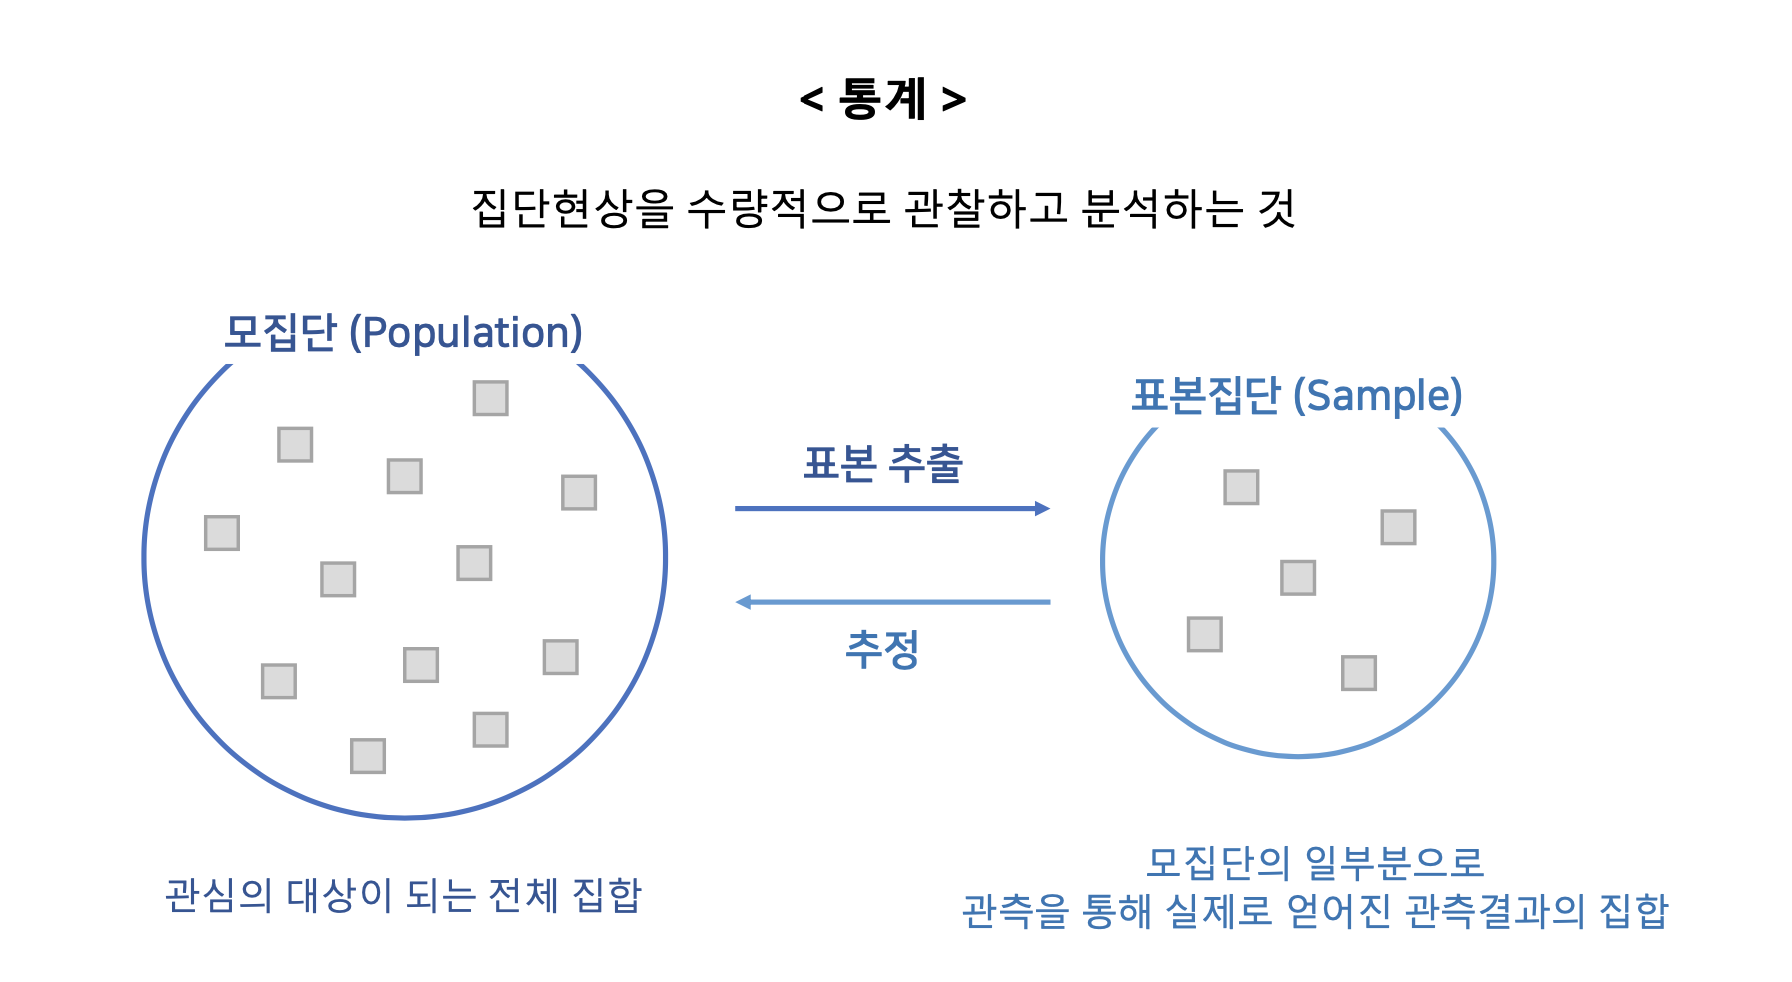 < 통계 >
집단현상을 수량적으로 관찰하고 분석하는 것
모집단 (Population)
표본집단 (Sample)
표본 추출
추정
관심의 대상이 되는 전체 집합
모집단의 일부분으로
관측을 통해 실제로 얻어진 관측결과의 집합